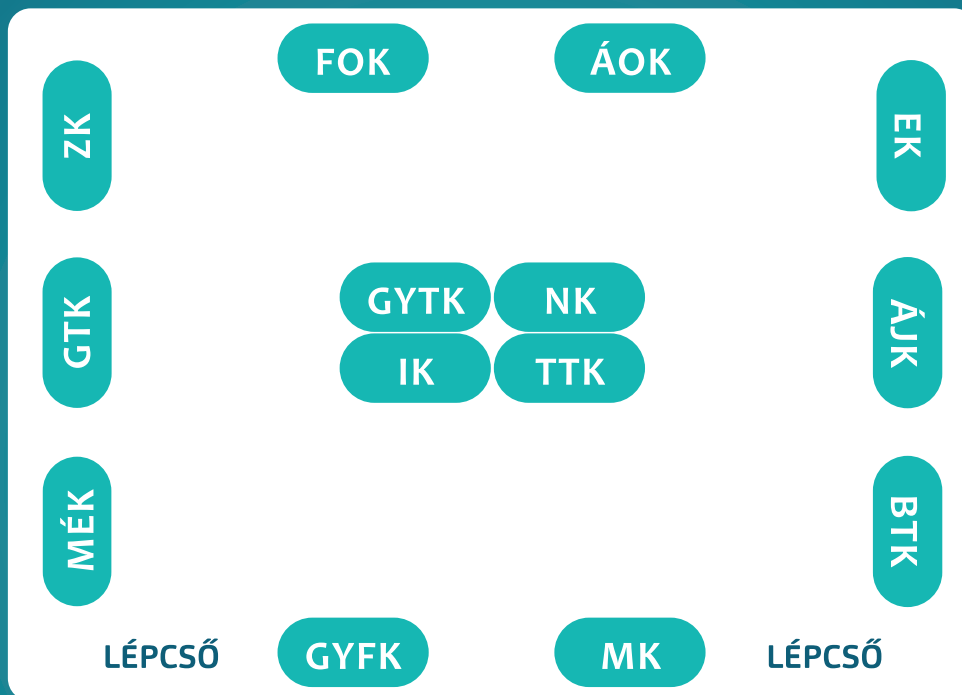 FOK
ÁOK
ZK
EK
GYTK
NK
GTK
ÁJK
IK
TTK
MÉK
BTK
LÉPCSŐ
GYFK
MK
LÉPCSŐ